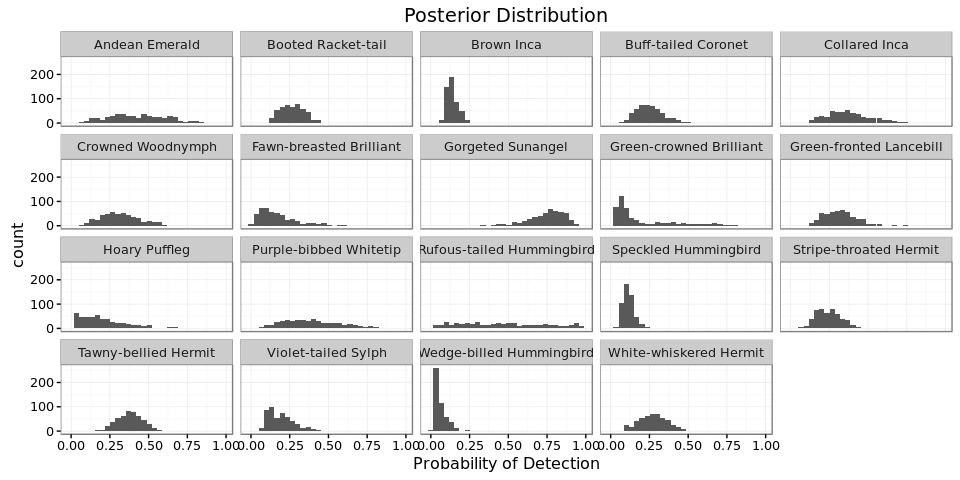 Posterior Distribution
Andean Emerald Booted Racket-tail Brown Inca Buff-tailed Coronet Collared Inca
200
100
0
Crowned Woodnymph Fawn-breasted Brilliant Gorgeted Sunangel Green-crowned Brilliant Green-fronted Lancebill
200
100
0
count
Hoary Puffleg Purple-bibbed Whitetip Rufous-tailed Hummingbird Speckled Hummingbird Stripe-throated Hermit
200
100
0
Tawny-bellied Hermit Violet-tailed Sylph Wedge-billed Hummingbird White-whiskered Hermit
200
100
0
0.00 0.25 0.50 0.75 1.00 0.00 0.25 0.50 0.75 1.00 0.00 0.25 0.50 0.75 1.00 0.00 0.25 0.50 0.75 1.00
Probability of Detection